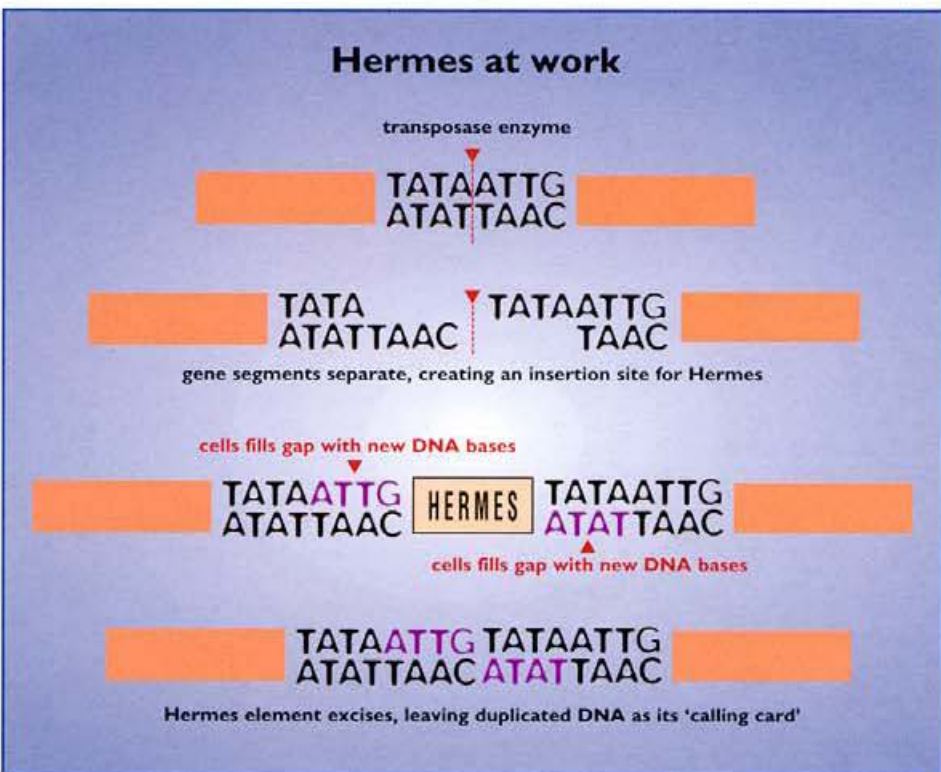 Hermes at work
transposase enzyme
TATAATTG
ATATTAAC
TATA TATAATTG
ATATTAAC TAAC
gene segments separate, creating an insertion site for Hermes
cells fills gap with new DNA bases
TATAATTG HERMES TATAATTG
ATATTAAC ATATTAAC
cells fills gap with new DNA bases
TATAATTG TATAATTG
ATATTAAC ATATTAAC
Hermes element excises, leaving duplicated DNA as its ‘calling card’